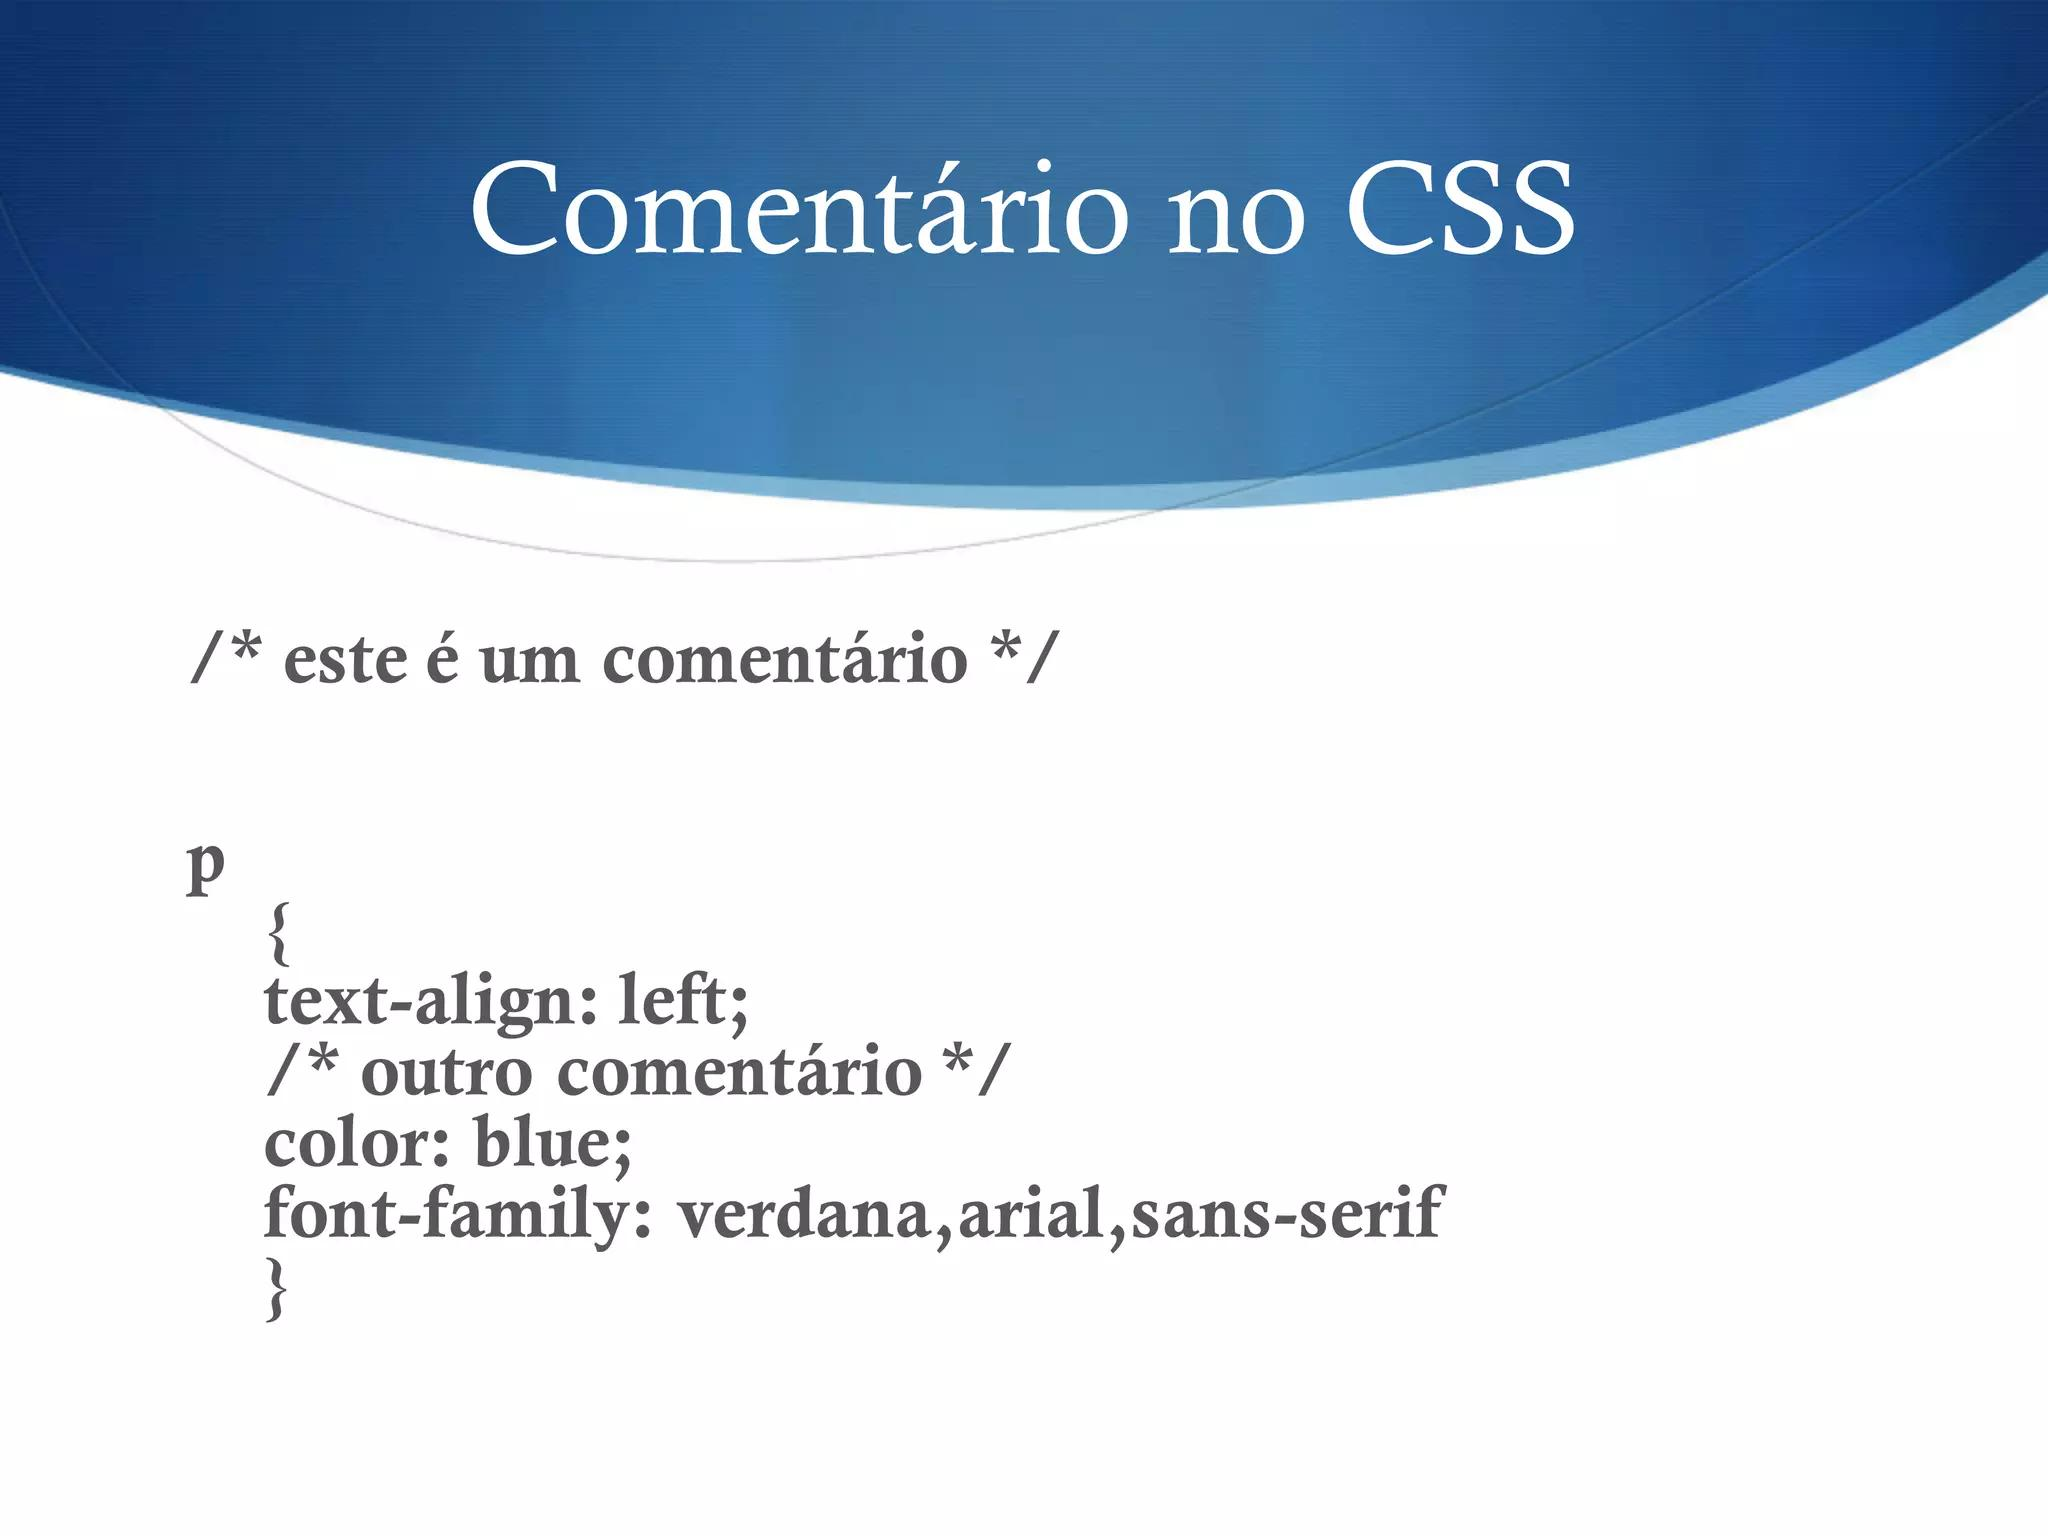 Comentário no CSS
/* este é um comentário */
p
{
text-align: left;
/* outro comentário */
color: blue;
font-family: verdana,arial,sans-serif
}